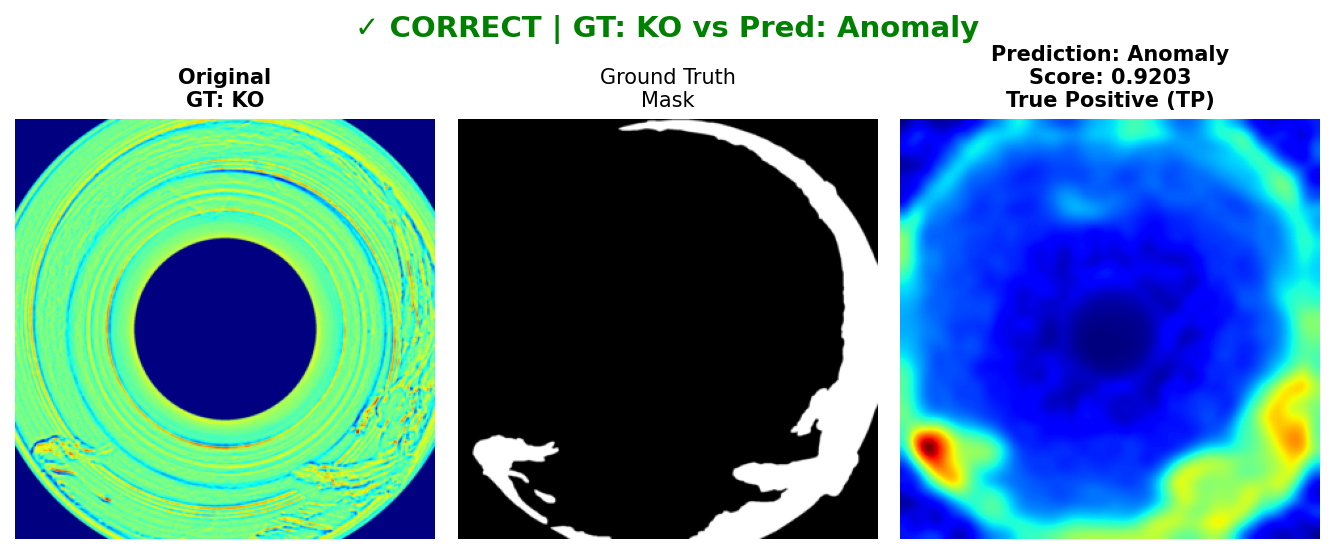 ✓ CORRECT | GT: KO vs Pred: Anomaly
Original
GT: KO
Ground Truth
Mask
Prediction: Anomaly
Score: 0.9203
True Positive (TP)